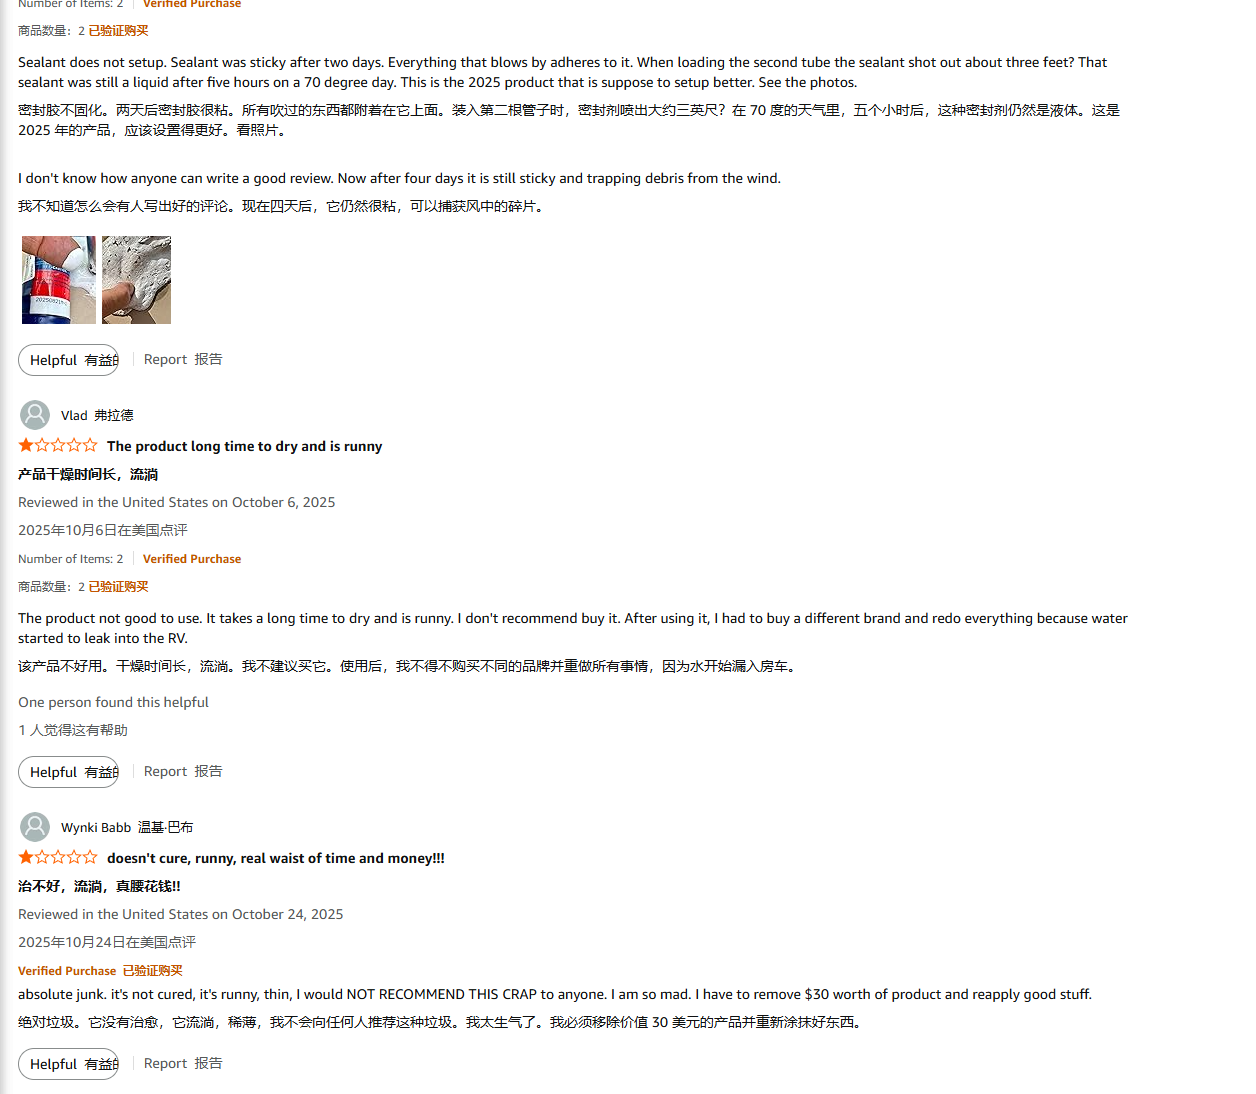 Number of Items: 2 Verified Purchase
商品数量：2 已验证购买
Sealant does not setup. Sealant was sticky after two days. Everything that blows by adheres to it. When loading the second tube the sealant shot out about three feet? That
sealant was still a liquid after five hours on a 70 degree day. This is the 2025 product that is suppose to setup better. See the photos.
密封胶不固化。两天后密封胶很粘。所有吹过的东西都附着在它上面。装入第二根管子时，密封剂喷出大约三英尺？在 70 度的天气里，五个小时后，这种密封剂仍然是液体。这是
2025 年的产品，应该设置得更好。看照片。
I don't know how anyone can write a good review. Now after four days it is still sticky and trapping debris from the wind.
我不知道怎么会有人写出好的评论。现在四天后，它仍然很粘，可以捕获风中的碎片。
Helpful 有益的 Report 报告
Vlad 弗拉德
The product long time to dry and is runny
产品干燥时间长，流淌
Reviewed in the United States on October 6, 2025
2025年10月6日在美国点评
Number of Items: 2 Verified Purchase
商品数量：2 已验证购买
The product not good to use. It takes a long time to dry and is runny. I don't recommend buy it. After using it, I had to buy a different brand and redo everything because water
started to leak into the RV.
该产品不好用。干燥时间长，流淌。我不建议买它。使用后，我不得不购买不同的品牌并重做所有事情，因为水开始漏入房车。
One person found this helpful
1 人觉得这有帮助
Helpful 有益的 Report 报告
Wynki Babb 温基·巴布
doesn't cure, runny, real waist of time and money!!!
治不好，流淌，真腰花钱!!
Reviewed in the United States on October 24, 2025
2025年10月24日在美国点评
Verified Purchase 已验证购买
absolute junk. it's not cured, it's runny, thin, I would NOT RECOMMEND THIS CRAP to anyone. I am so mad. I have to remove $30 worth of product and reapply good stuff.
绝对垃圾。它没有治愈，它流淌，稀薄，我不会向任何人推荐这种垃圾。我太生气了。我必须移除价值 30 美元的产品并重新涂抹好东西。
Helpful 有益的 Report 报告